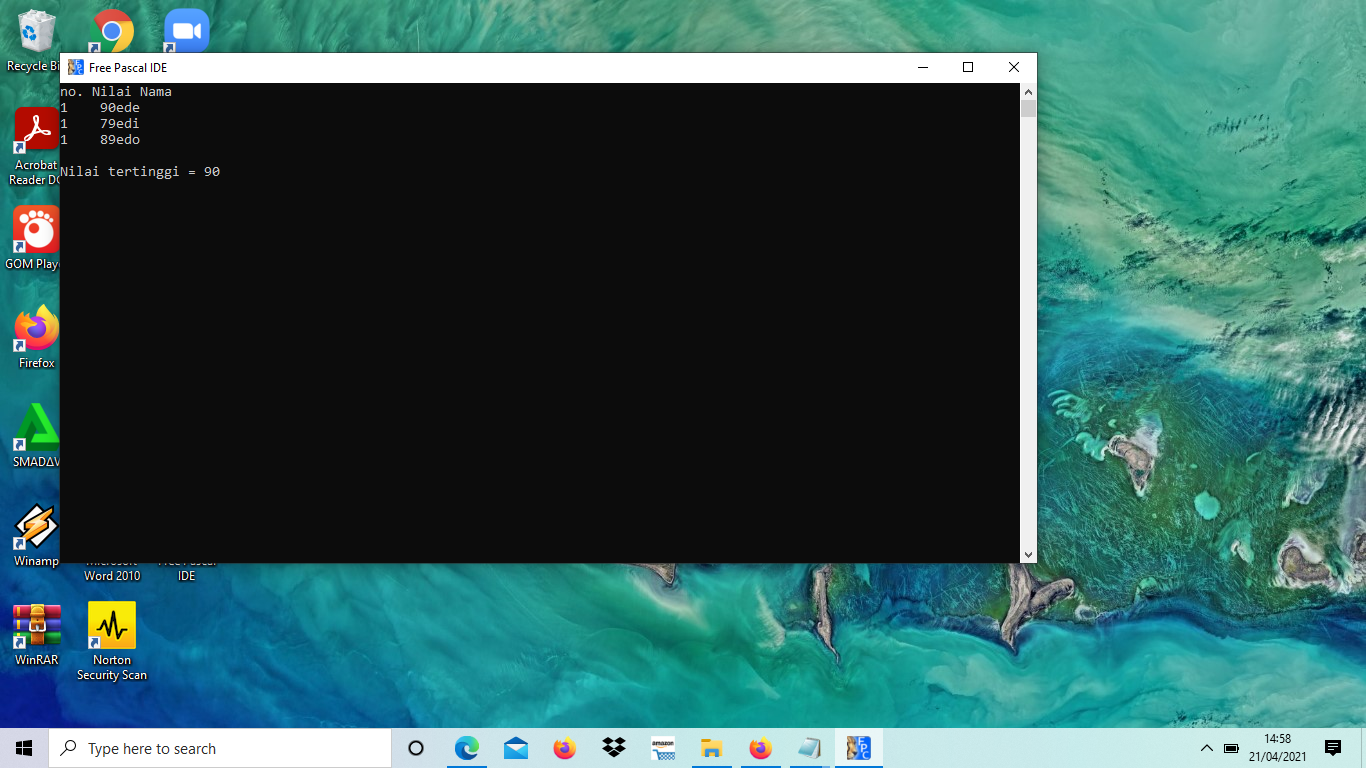 Recycle Bi
Free Pascal IDE
no. Nilai Nama
1    90ede
1    79edi
1    89edo
Nilai tertinggi = 90
Acrobat
Reader DC
GOM Playe
Firefox
SMADAV
Winamp
Microsoft
Word 2010
Free Pascal
IDE
WinRAR
Norton
Security Scan
Type here to search
amazon
FPC
14:58
21/04/2021